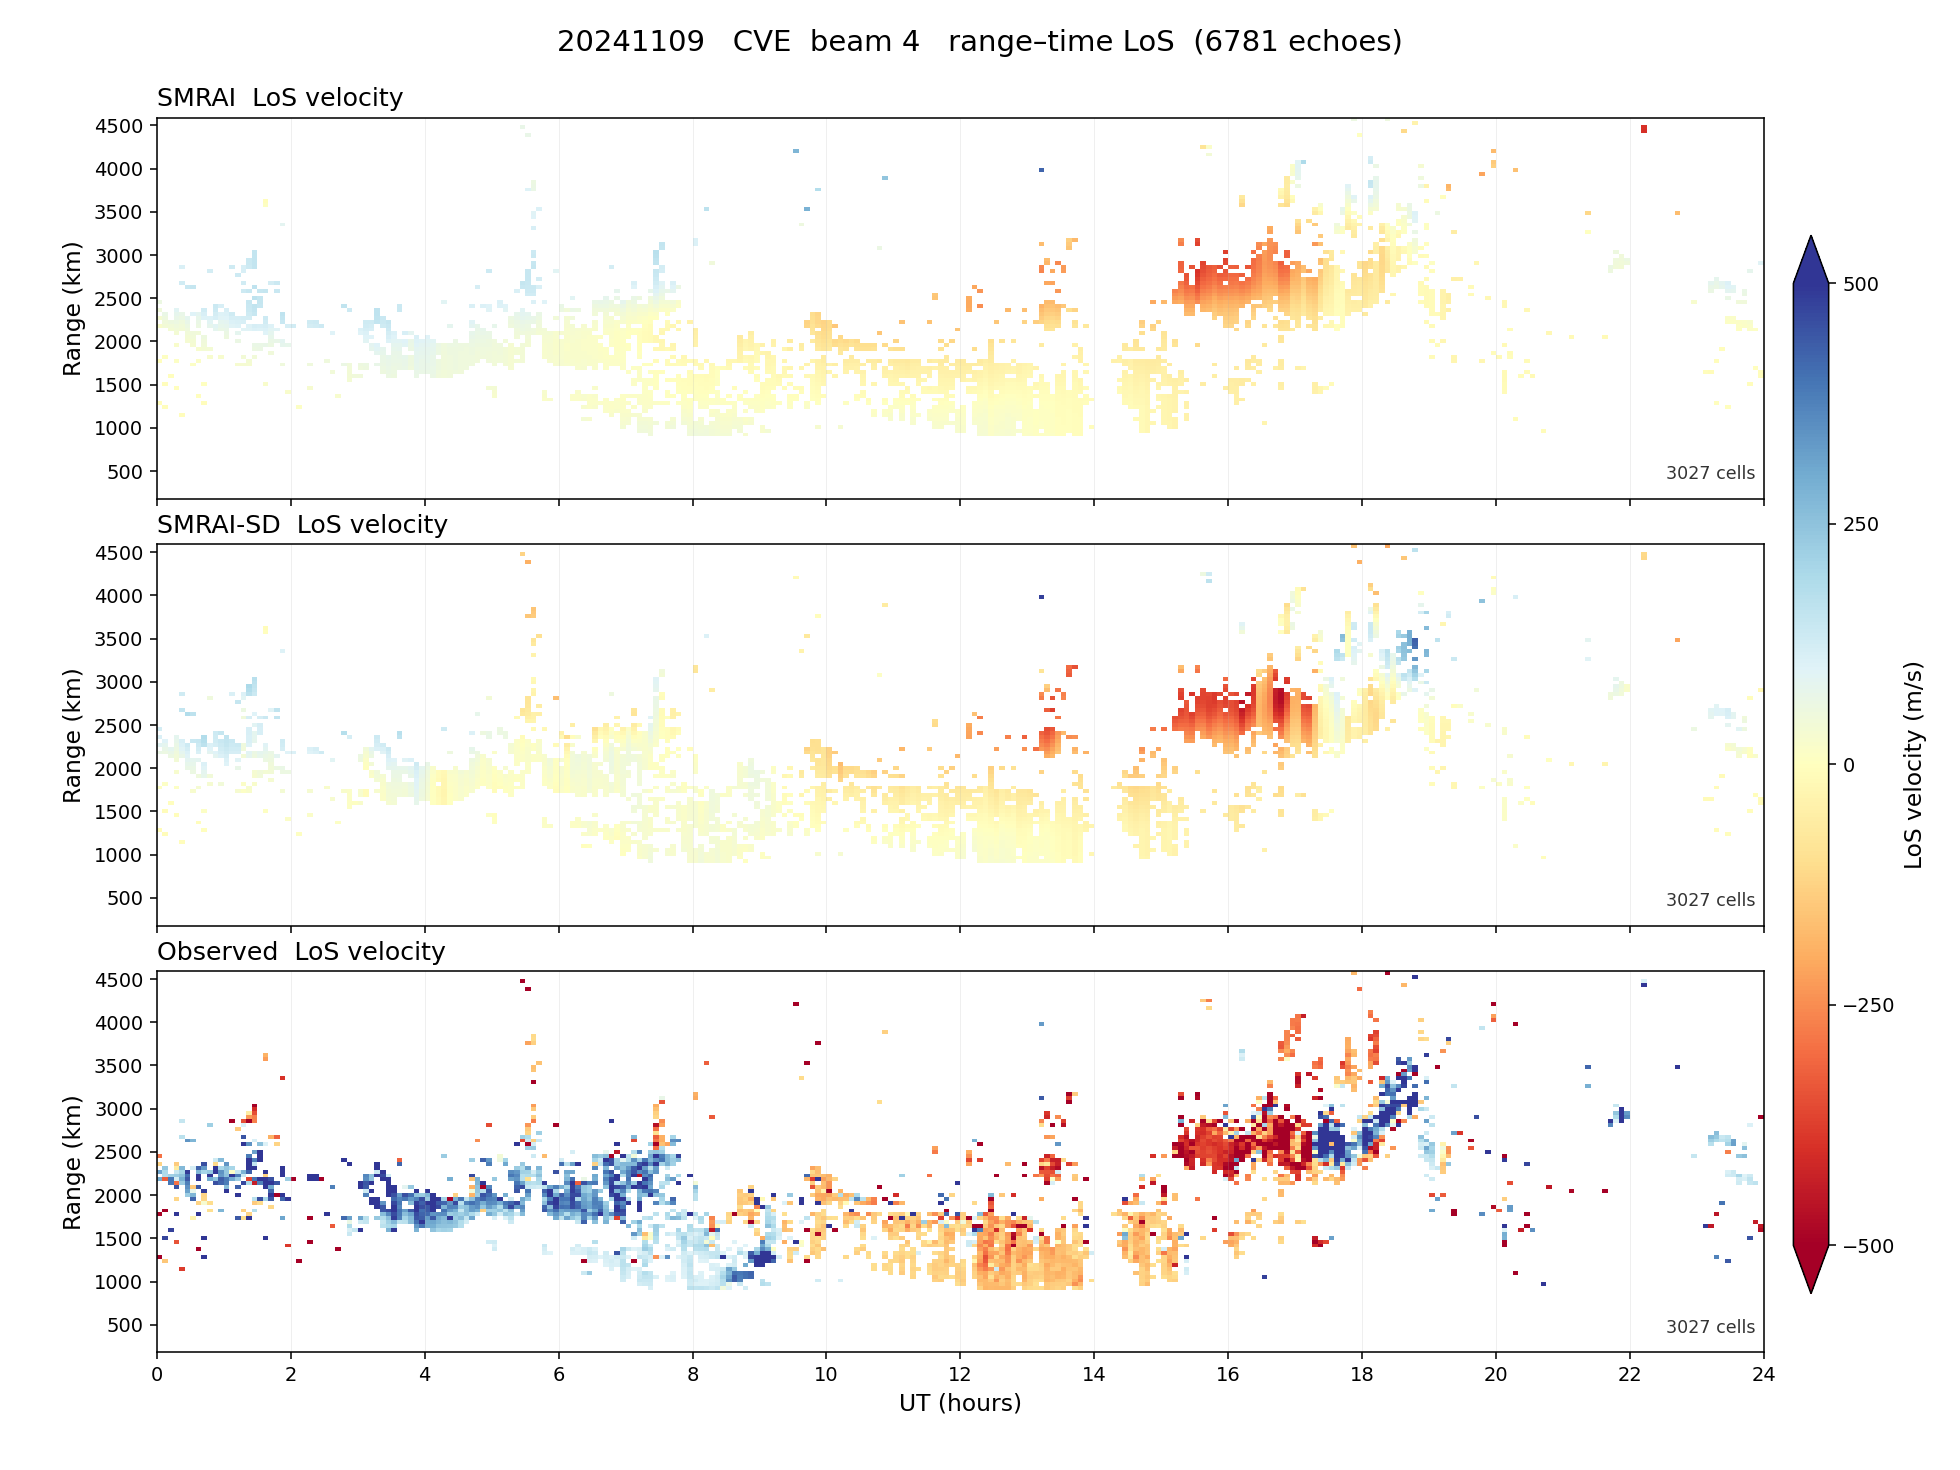 20241109   CVE  beam 4   range–time LoS  (6781 echoes)
SMRAI  LoS velocity
4500
4000
3500
3000
2500
2000
1500
1000
500
Range (km)
3027 cells
SMRAI-SD  LoS velocity
4500
4000
3500
3000
2500
2000
1500
1000
500
Range (km)
3027 cells
Observed  LoS velocity
4500
4000
3500
3000
2500
2000
1500
1000
500
Range (km)
3027 cells
0 2 4 6 8 10 12 14 16 18 20 22 24
UT (hours)
500
250
0
−250
−500
LoS velocity (m/s)